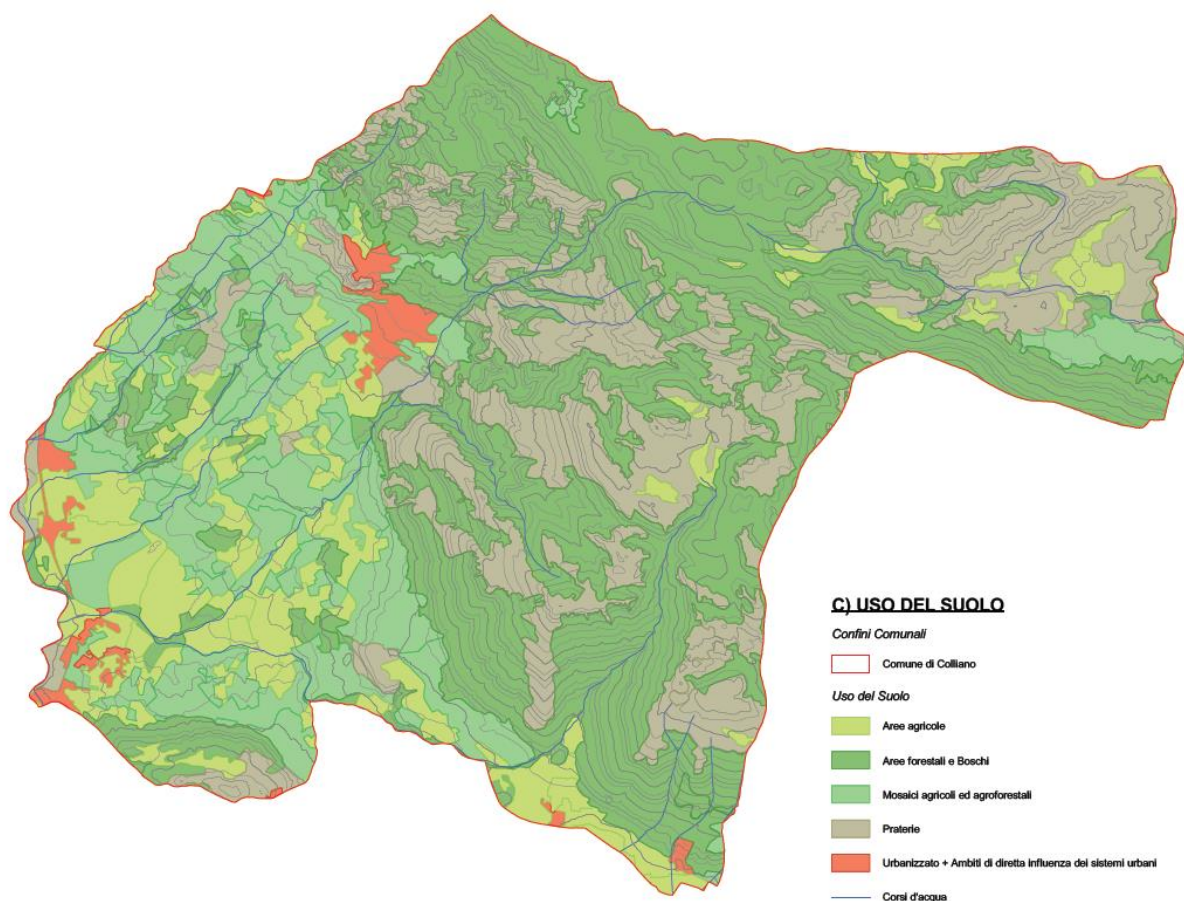 C) USO DEL SUOLO
Confini Comunali
Comune di Colliano
Uso del Suolo
Aree agricole
Aree forestali e Boschi
Mosaici agricoli ed agroforestali
Praterie
Urbanizzato + Ambiti di diretta influenza dei sistemi urbani
Corsi d'acqua